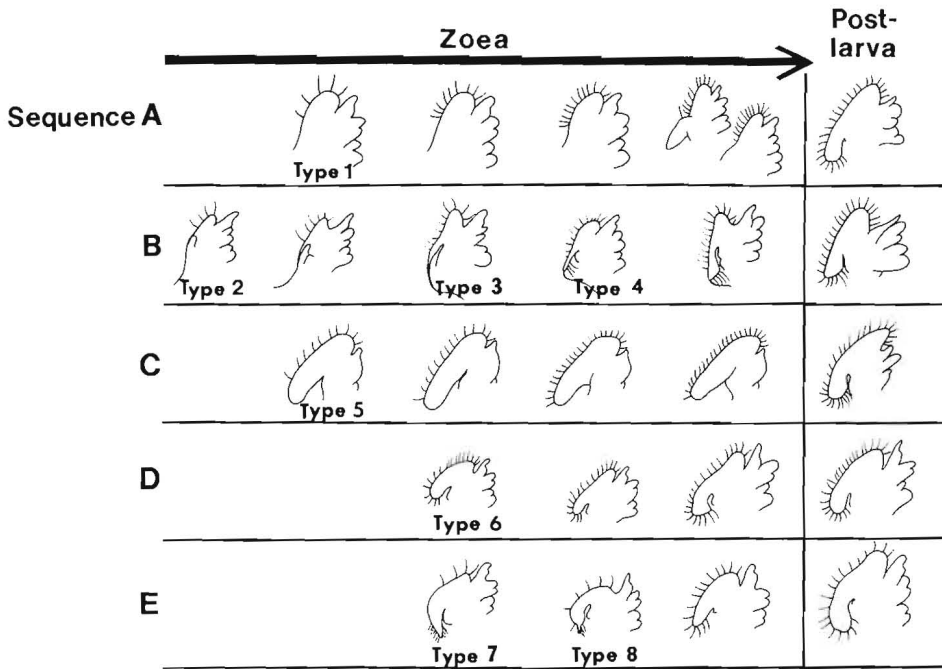 Zoea
Post-
larva
Sequence A
Type 1
B
Type 2
Type 3
Type 4
C
Type 5
D
Type 6
E
Type 7
Type 8